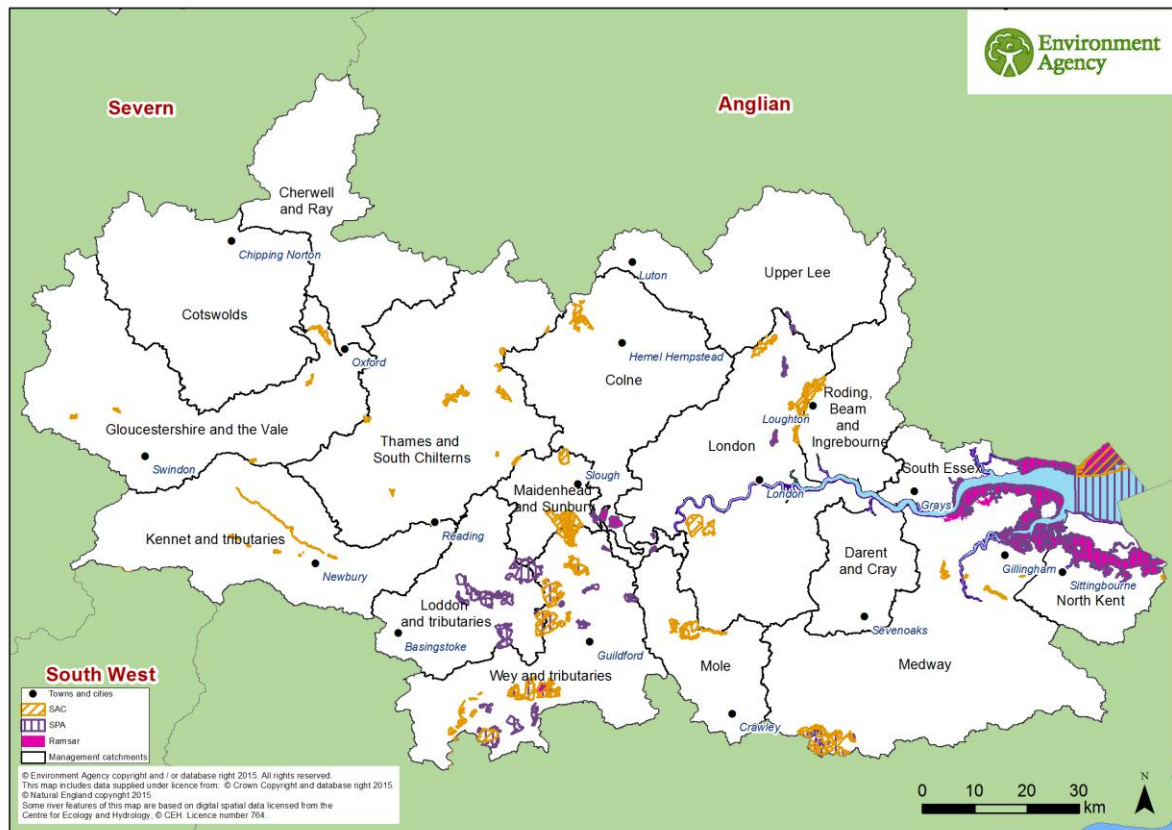 Environment
Agency
Severn
Anglian
Cherwell
and Ray
Chipping Norton
Luton
Upper Lee
Cotswolds
Oxford
Hemel Hempstead
Colne
Roding,
Beam
and
Ingrebourne
Loughton
Gloucestershire and the Vale
Thames and
South Chilterns
London
Swindon
Slough
South Essex
Maidenhead
and Sunbury
London
Grays
Reading
Kennet and tributaries
Newbury
Darent
and Cray
Gillingham
Sittingbourne
North Kent
Loddon
and tributaries
Basingstoke
Guildford
Sevenoaks
Mole
Medway
South West
Wey and tributaries
Crawley
Towns and cities
SAC
SPA
Ramsar
Management catchments
© Environment Agency copyright and / or database right 2015. All rights reserved.
This map includes data supplied under licence from: © Crown Copyright and database right 2015.
© Natural England copyright 2015.
Some river features of this map are based on digital spatial data licensed from the
Centre for Ecology and Hydrology, © CEH. Licence number 764.
N
0 10 20 30
km